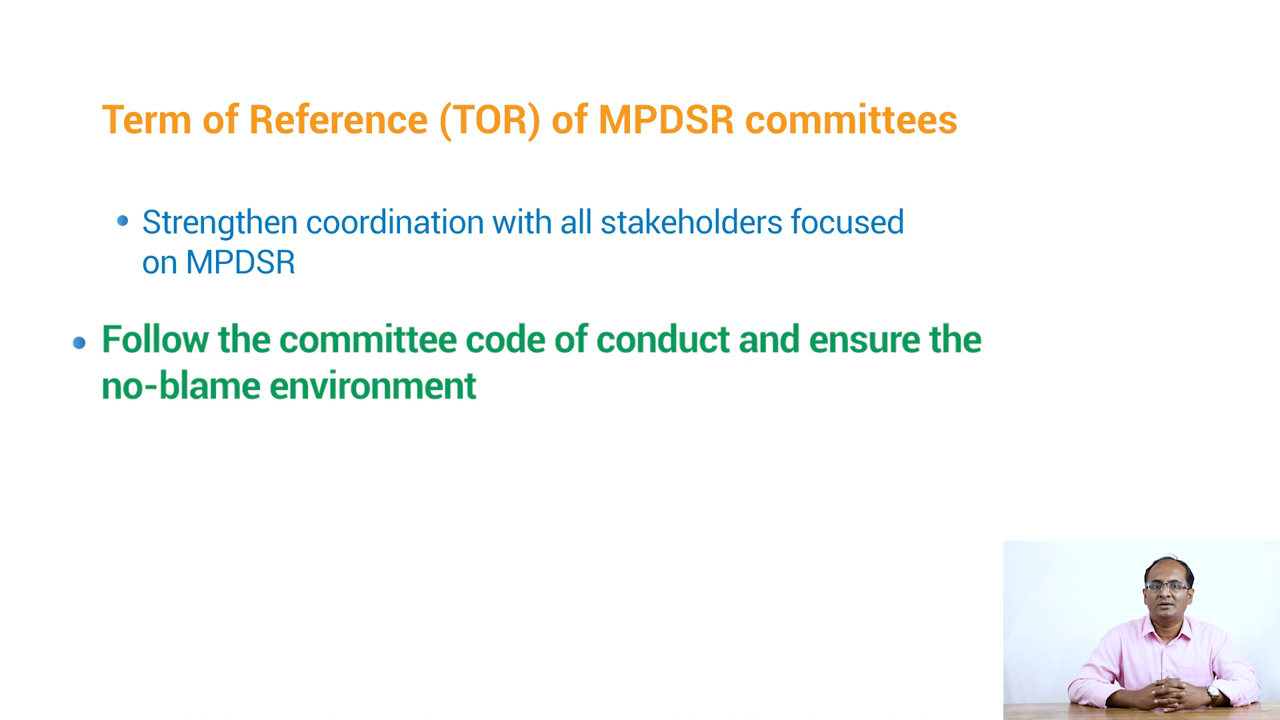 Term of Reference (TOR) of MPDSR committees
• Strengthen coordination with all stakeholders focused
on MPDSR
• Follow the committee code of conduct and ensure the
no-blame environment